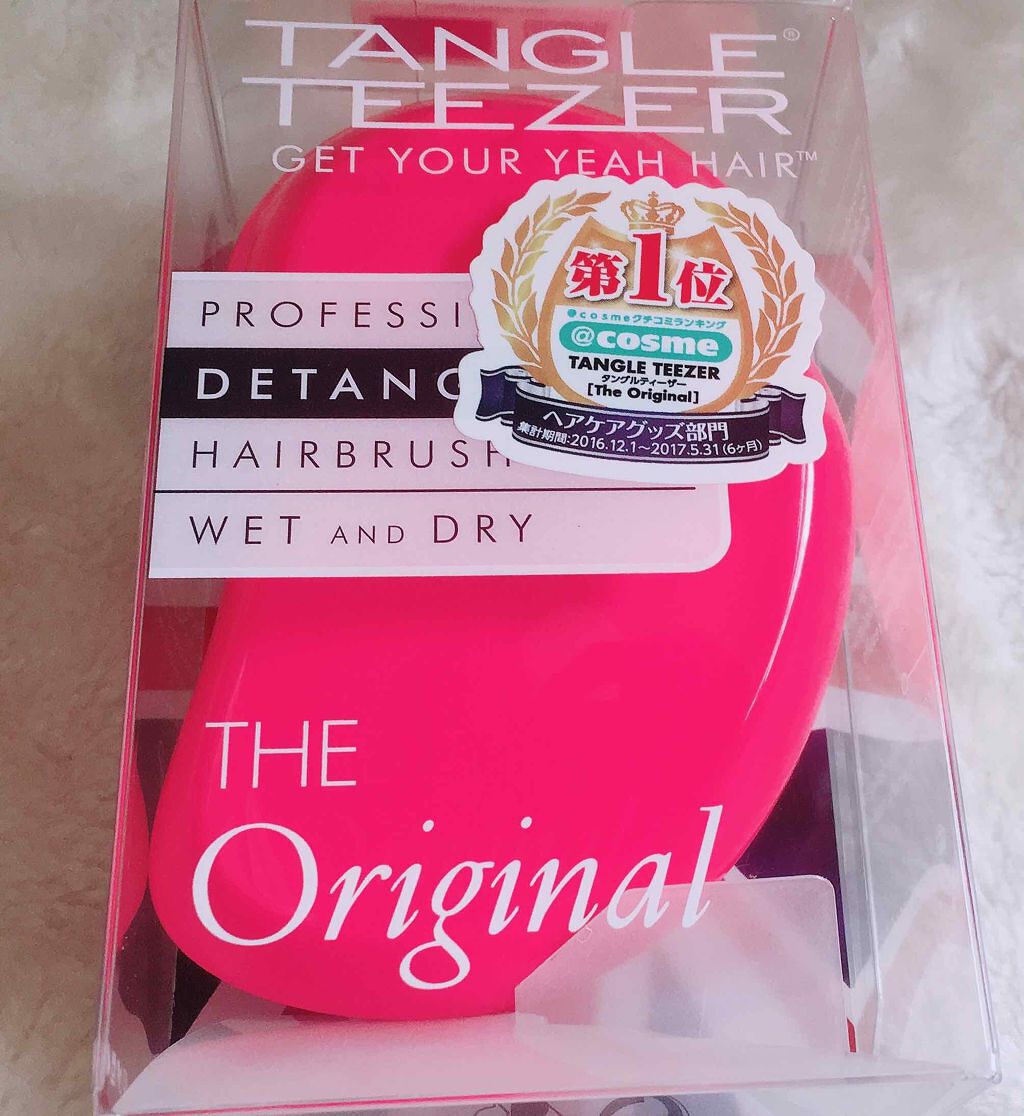 TANGLE®
TEEZER
GET YOUR YEAH HAIR™
PROFESSI
DETANG
HAIRBRUSH
WET AND DRY
第1位
@cosmeクチコミランキング
@cosme
TANGLE TEEZER
タングルティーザー
[The Original]
ヘアケアグッズ部門
集計期間:2016.12.1〜2017.5.31(6ヶ月)
THE
Original